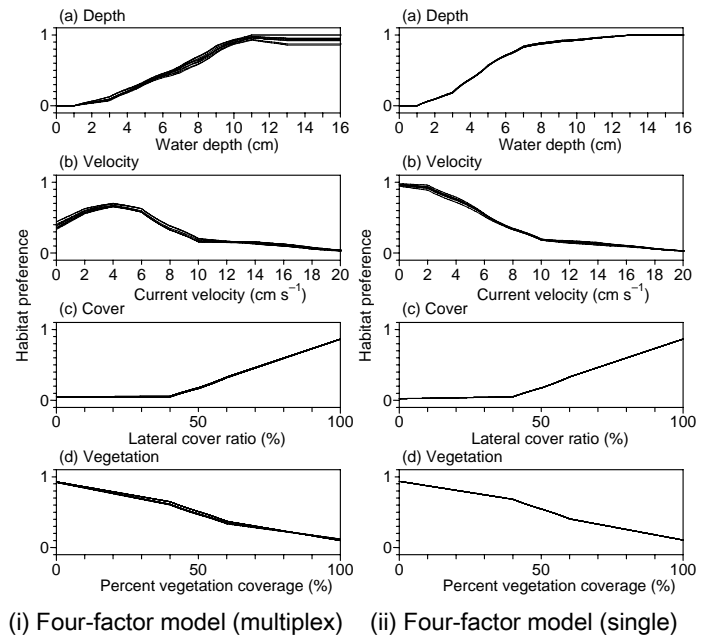 (a) Depth
1
0
0 2 4 6 8 10 12 14 16
Water depth (cm)
(b) Velocity
1
0
0 2 4 6 8 10 12 14 16 18 20
Current velocity (cm s⁻¹)
(c) Cover
1
0
0 50 100
Lateral cover ratio (%)
(d) Vegetation
1
0
0 50 100
Percent vegetation coverage (%)
Habitat preference
(i) Four-factor model (multiplex)
(a) Depth
1
0
0 2 4 6 8 10 12 14 16
Water depth (cm)
(b) Velocity
1
0
0 2 4 6 8 10 12 14 16 18 20
Current velocity (cm s⁻¹)
(c) Cover
1
0
0 50 100
Lateral cover ratio (%)
(d) Vegetation
1
0
0 50 100
Percent vegetation coverage (%)
Habitat preference
(ii) Four-factor model (single)